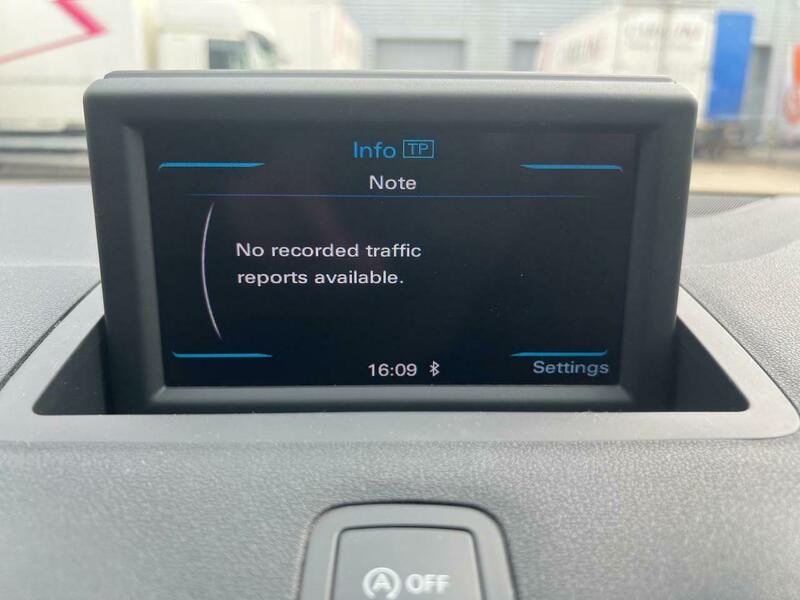 Info TP
Note
No recorded traffic
reports available.
16:09
Settings
A OFF